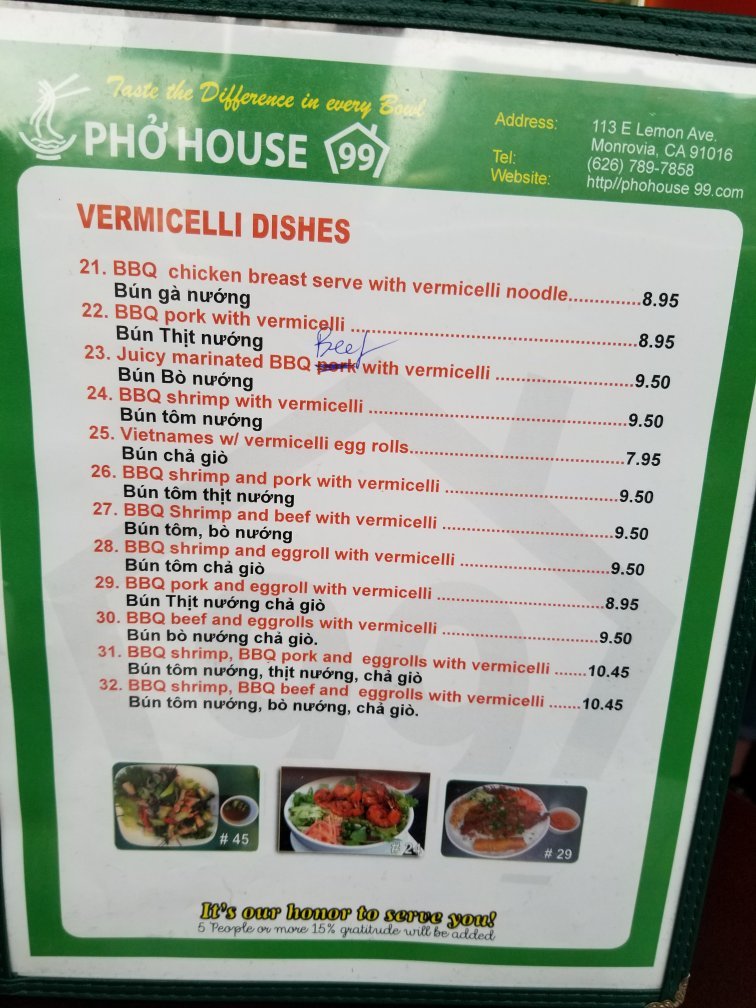 Taste the Difference in every Bowl
PHỞ HOUSE 99
Address: 113 E Lemon Ave.
Monrovia, CA 91016
Tel: (626) 789-7858
Website: http//phohouse 99.com
VERMICELLI DISHES
21. BBQ chicken breast serve with vermicelli noodle..............8.95
Bún gà nướng
22. BBQ pork with vermicelli ..............8.95
Bún Thịt nướng
Beef
23. Juicy marinated BBQ pork with vermicelli ..............9.50
Bún Bò nướng
24. BBQ shrimp with vermicelli ..............9.50
Bún tôm nướng
25. Vietnames w/ vermicelli egg rolls..............7.95
Bún chả giò
26. BBQ shrimp and pork with vermicelli ..............9.50
Bún tôm thịt nướng
27. BBQ Shrimp and beef with vermicelli ..............9.50
Bún tôm, bò nướng
28. BBQ shrimp and eggroll with vermicelli ..............9.50
Bún tôm chả giò
29. BBQ pork and eggroll with vermicelli ..............8.95
Bún Thịt nướng chả giò
30. BBQ beef and eggrolls with vermicelli ..............9.50
Bún bò nướng chả giò.
31. BBQ shrimp, BBQ pork and eggrolls with vermicelli .......10.45
Bún tôm nướng, thịt nướng, chả giò
32. BBQ shrimp, BBQ beef and eggrolls with vermicelli .......10.45
Bún tôm nướng, bò nướng, chả giò.
99
# 45
# 24
# 29
It's our honor to serve you!
5 People or more 15% gratitude will be added